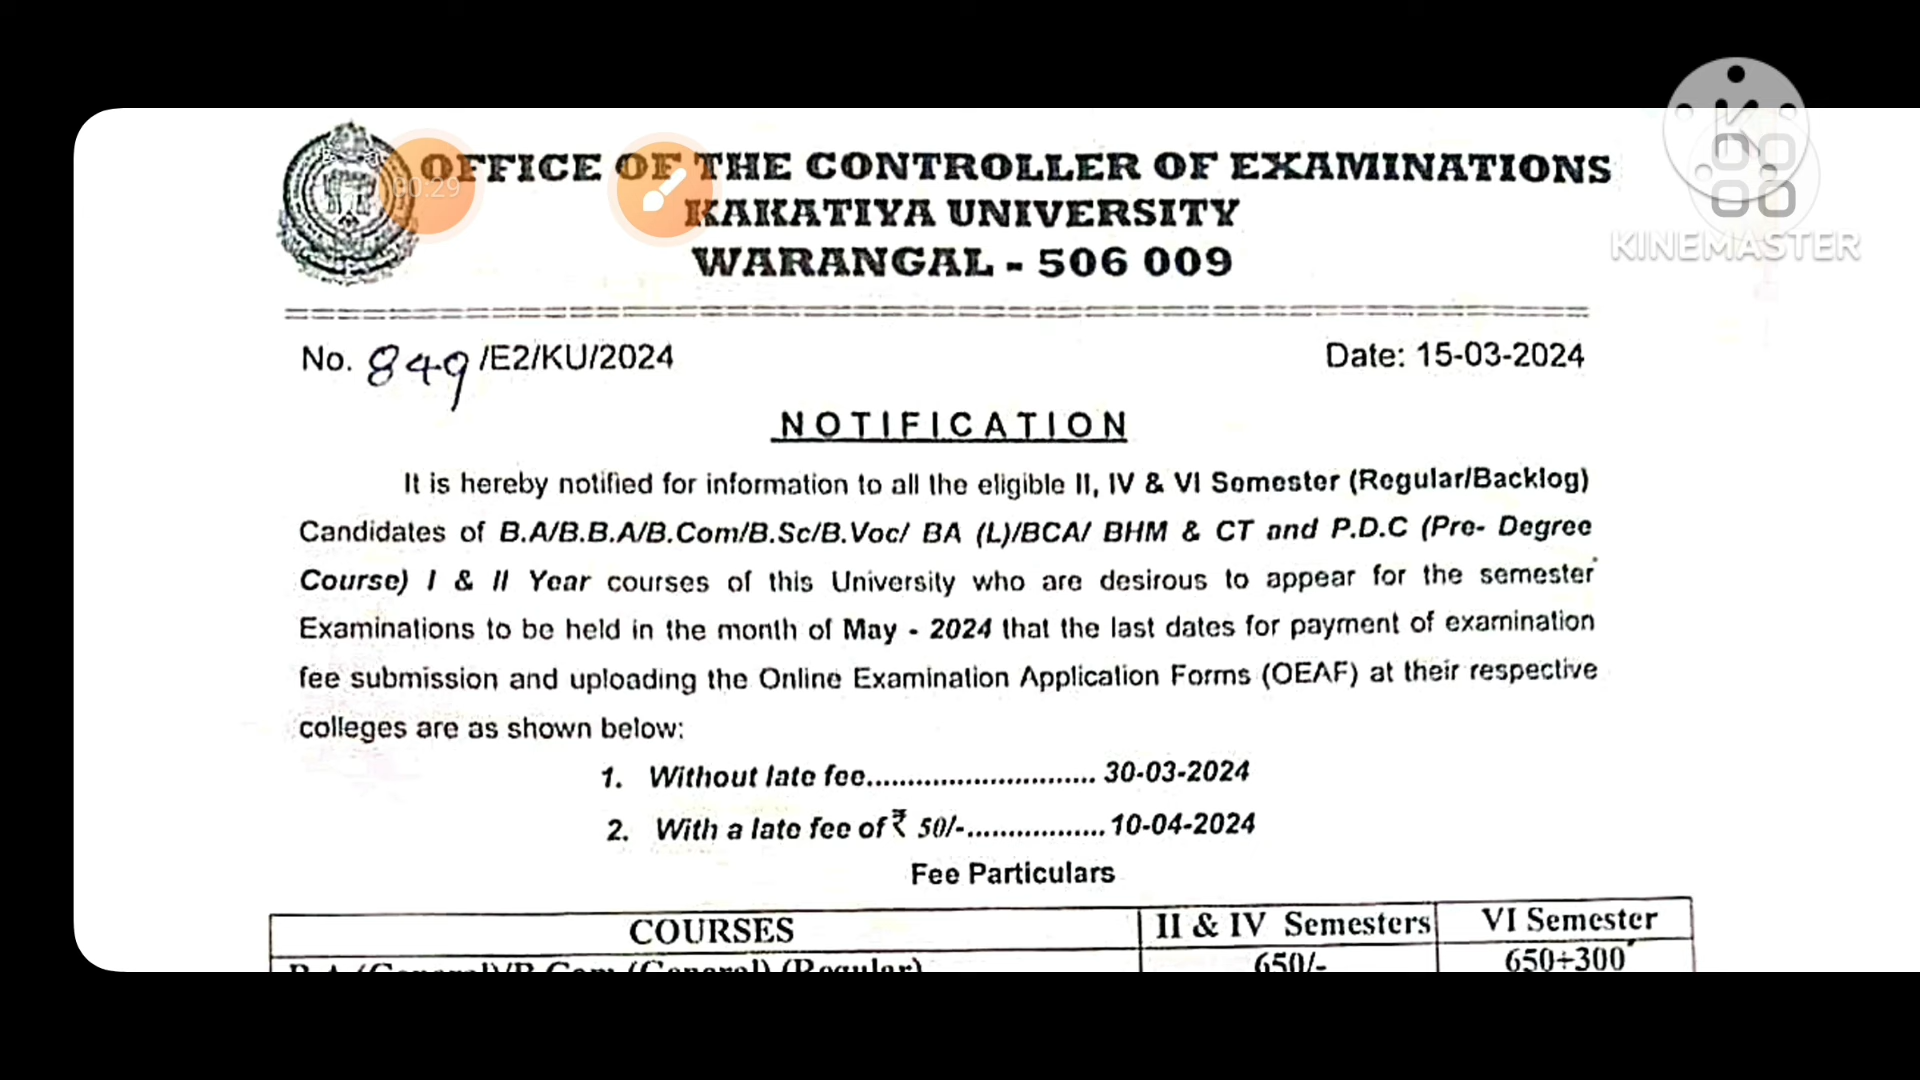 OFFICE OF THE CONTROLLER OF EXAMINATIONS
KAKATIYA UNIVERSITY
WARANGAL - 506 009
00:29
KINEMASTER
No. 849 /E2/KU/2024 Date: 15-03-2024
NOTIFICATION
It is hereby notified for information to all the eligible II, IV & VI Semester (Regular/Backlog)
Candidates of B.A/B.B.A/B.Com/B.Sc/B.Voc/ BA (L)/BCA/ BHM & CT and P.D.C (Pre- Degree
Course) I & II Year courses of this University who are desirous to appear for the semester
Examinations to be held in the month of May - 2024 that the last dates for payment of examination
fee submission and uploading the Online Examination Application Forms (OEAF) at their respective
colleges are as shown below:
1. Without late fee............................ 30-03-2024
2. With a late fee of ₹ 50/-................. 10-04-2024
Fee Particulars
COURSES II & IV Semesters VI Semester
B.A (General)/B.Com (General) (Regular) 650/- 650+300